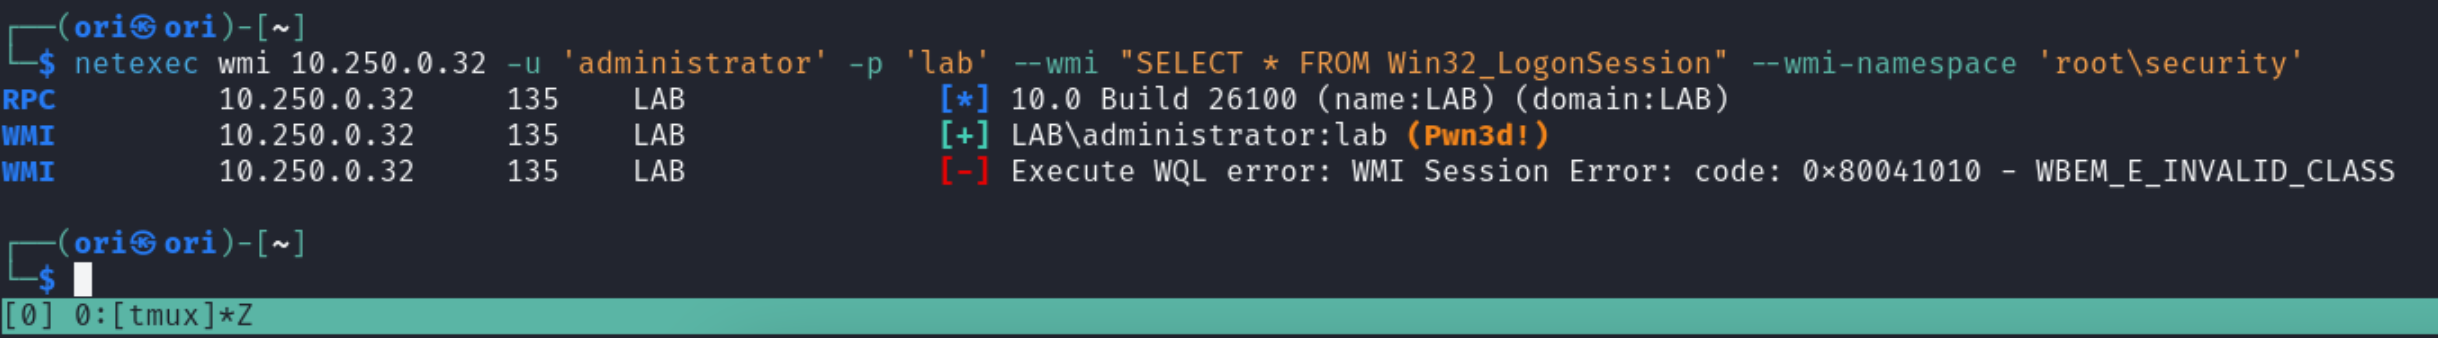 ┌──(ori㉿ori)-[~]
└─$ netexec wmi 10.250.0.32 -u 'administrator' -p 'lab' --wmi "SELECT * FROM Win32_LogonSession" --wmi-namespace 'root\security'
RPC         10.250.0.32     135    LAB              [*] 10.0 Build 26100 (name:LAB) (domain:LAB)
WMI         10.250.0.32     135    LAB              [+] LAB\administrator:lab (Pwn3d!)
WMI         10.250.0.32     135    LAB              [-] Execute WQL error: WMI Session Error: code: 0×80041010 - WBEM_E_INVALID_CLASS
┌──(ori㉿ori)-[~]
└─$
[0] 0:[tmux]*Z